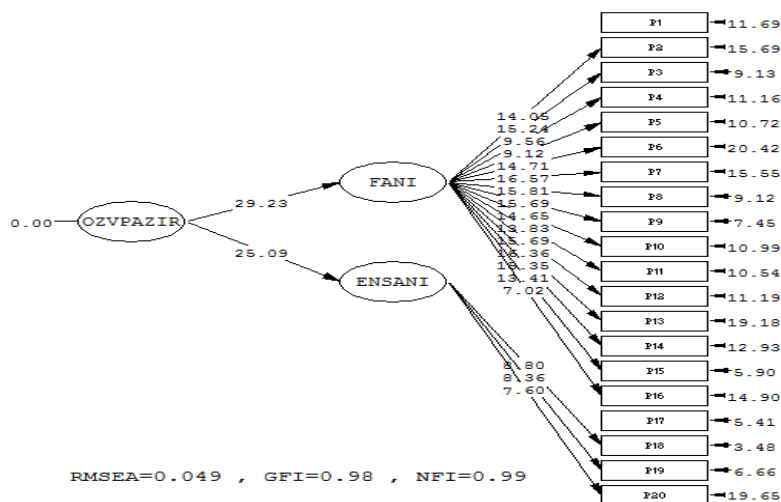 P1 11.69
P2 15.69
P3 9.13
P4 11.16
P5 10.72
P6 20.42
P7 15.55
P8 9.12
P9 7.45
P10 10.99
P11 10.54
P12 11.19
P13 19.18
P14 12.93
P15 5.90
P16 14.90
P17 5.41
P18 3.48
P19 6.66
P20 19.65
14.05
15.24
9.56
9.12
14.71
16.57
15.81
15.69
14.65
13.83
15.69
13.41
7.02
FANI
29.23
0.00 OZVPAZIR
25.09
ENSANI
8.80
8.36
7.60
RMSEA=0.049 , GFI=0.98 , NFI=0.99